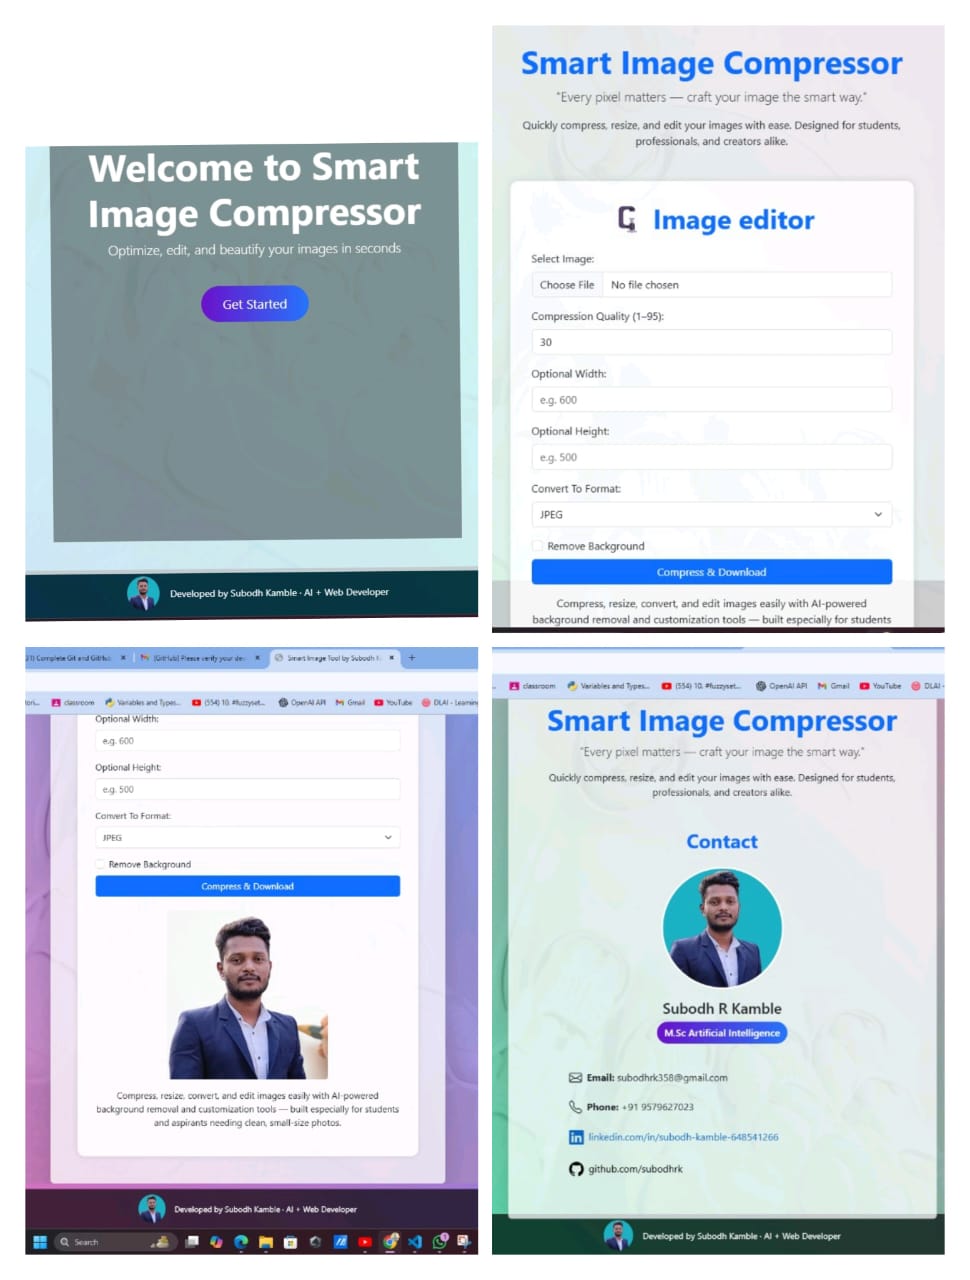 Welcome to Smart
Image Compressor
Optimize, edit, and beautify your images in seconds
Get Started
Developed by Subodh Kamble · AI + Web Developer
Smart Image Compressor
"Every pixel matters — craft your image the smart way."
Quickly compress, resize, and edit your images with ease. Designed for students,
professionals, and creators alike.
Image editor
Select Image:
Choose File No file chosen
Compression Quality (1–95):
30
Optional Width:
e.g. 600
Optional Height:
e.g. 500
Convert To Format:
JPEG
Remove Background
Compress & Download
Compress, resize, convert, and edit images easily with AI-powered
background removal and customization tools — built especially for students
Complete Git and GitHu [GitHub] Please verify your de Smart Image Tool by Subodh
classroom Variables and Types... (554) 10. #fuzzyset... OpenAI API Gmail YouTube DLAI - Learning
Optional Width:
e.g. 600
Optional Height:
e.g. 500
Convert To Format:
JPEG
Remove Background
Compress & Download
Compress, resize, convert, and edit images easily with AI-powered
background removal and customization tools — built especially for students
and aspirants needing clean, small-size photos.
Developed by Subodh Kamble · AI + Web Developer
Search
classroom Variables and Types... (554) 10. #fuzzyset... OpenAI API Gmail YouTube DLAI -
Smart Image Compressor
"Every pixel matters — craft your image the smart way."
Quickly compress, resize, and edit your images with ease. Designed for students,
professionals, and creators alike.
Contact
Subodh R Kamble
M.Sc Artificial Intelligence
Email: subodhrk358@gmail.com
Phone: +91 9579627023
linkedin.com/in/subodh-kamble-648541266
github.com/subodhrk
Developed by Subodh Kamble · AI + Web Developer